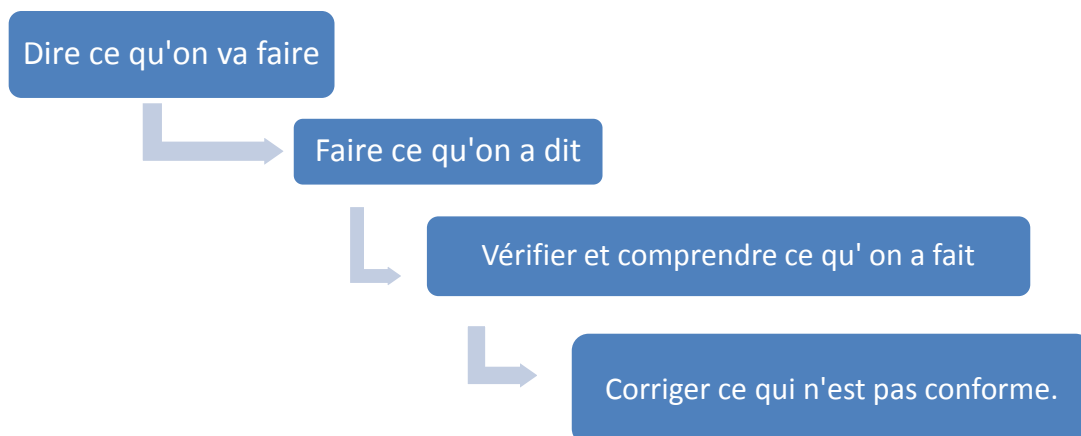 Dire ce qu'on va faire
Faire ce qu'on a dit
Vérifier et comprendre ce qu' on a fait
Corriger ce qui n'est pas conforme.